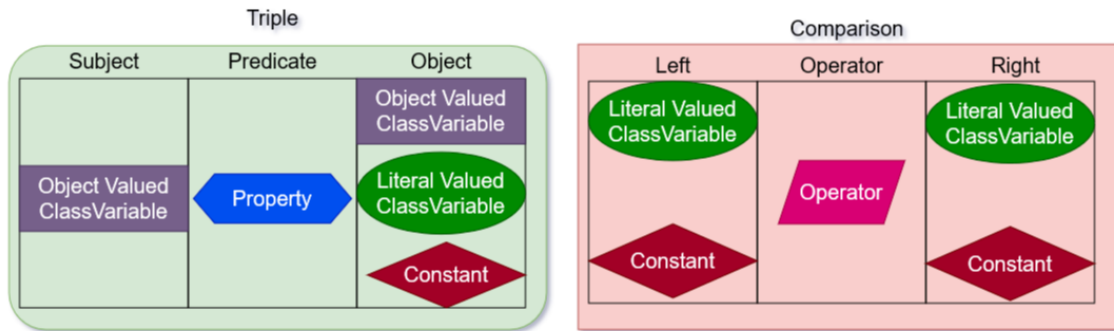 Triple
Subject
Predicate
Object
Object Valued
ClassVariable
Property
Object Valued
ClassVariable
Literal Valued
ClassVariable
Constant
Comparison
Left
Operator
Right
Literal Valued
ClassVariable
Constant
Operator
Literal Valued
ClassVariable
Constant